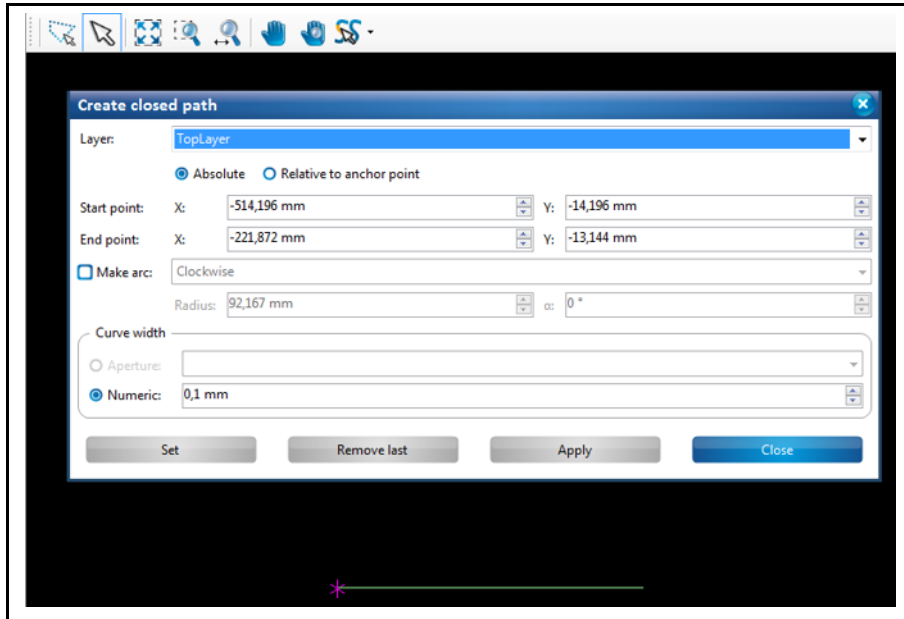 Create closed path
Layer: TopLayer
Absolute Relative to anchor point
Start point: X: -514,196 mm Y: -14,196 mm
End point: X: -221,872 mm Y: -13,144 mm
Make arc: Clockwise
Radius: 92,167 mm α: 0 °
Curve width
Aperture:
Numeric: 0,1 mm
Set Remove last Apply Close